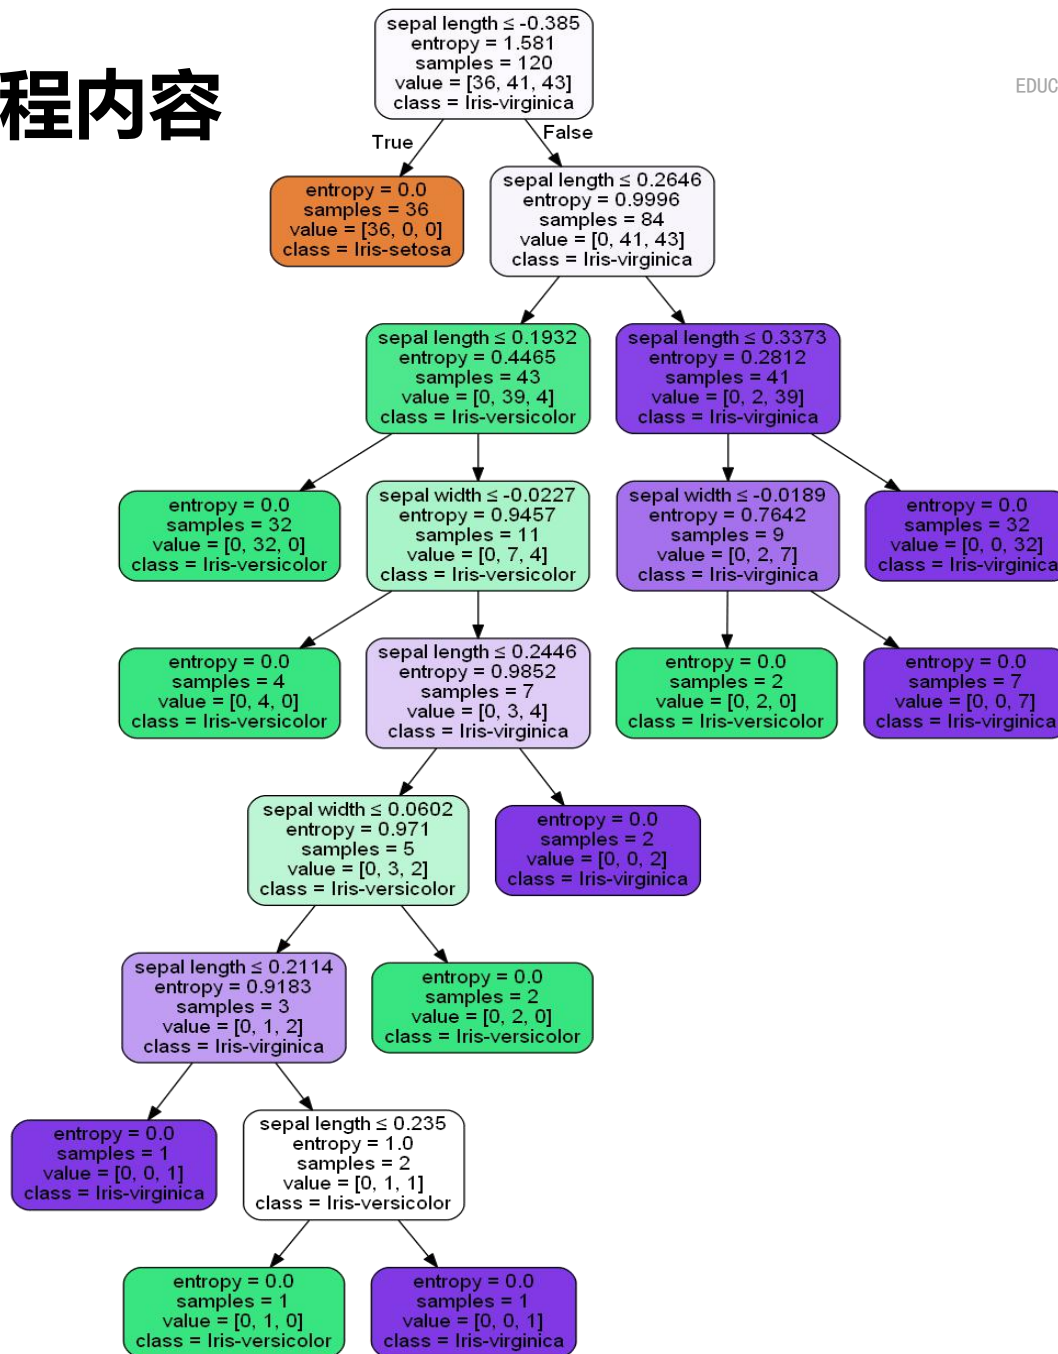 程内容
EDUC
sepal length ≤ -0.385
entropy = 1.581
samples = 120
value = [36, 41, 43]
class = Iris-virginica
True
False
entropy = 0.0
samples = 36
value = [36, 0, 0]
class = Iris-setosa
sepal length ≤ 0.2646
entropy = 0.9996
samples = 84
value = [0, 41, 43]
class = Iris-virginica
sepal length ≤ 0.1932
entropy = 0.4465
samples = 43
value = [0, 39, 4]
class = Iris-versicolor
sepal length ≤ 0.3373
entropy = 0.2812
samples = 41
value = [0, 2, 39]
class = Iris-virginica
entropy = 0.0
samples = 32
value = [0, 32, 0]
class = Iris-versicolor
sepal width ≤ -0.0227
entropy = 0.9457
samples = 11
value = [0, 7, 4]
class = Iris-versicolor
sepal width ≤ -0.0189
entropy = 0.7642
samples = 9
value = [0, 2, 7]
class = Iris-virginica
entropy = 0.0
samples = 32
value = [0, 0, 32]
class = Iris-virginica
entropy = 0.0
samples = 4
value = [0, 4, 0]
class = Iris-versicolor
sepal length ≤ 0.2446
entropy = 0.9852
samples = 7
value = [0, 3, 4]
class = Iris-virginica
entropy = 0.0
samples = 2
value = [0, 2, 0]
class = Iris-versicolor
entropy = 0.0
samples = 7
value = [0, 0, 7]
class = Iris-virginica
sepal width ≤ 0.0602
entropy = 0.971
samples = 5
value = [0, 3, 2]
class = Iris-versicolor
entropy = 0.0
samples = 2
value = [0, 0, 2]
class = Iris-virginica
sepal length ≤ 0.2114
entropy = 0.9183
samples = 3
value = [0, 1, 2]
class = Iris-virginica
entropy = 0.0
samples = 2
value = [0, 2, 0]
class = Iris-versicolor
entropy = 0.0
samples = 1
value = [0, 0, 1]
class = Iris-virginica
sepal length ≤ 0.235
entropy = 1.0
samples = 2
value = [0, 1, 1]
class = Iris-versicolor
entropy = 0.0
samples = 1
value = [0, 1, 0]
class = Iris-versicolor
entropy = 0.0
samples = 1
value = [0, 0, 1]
class = Iris-virginica